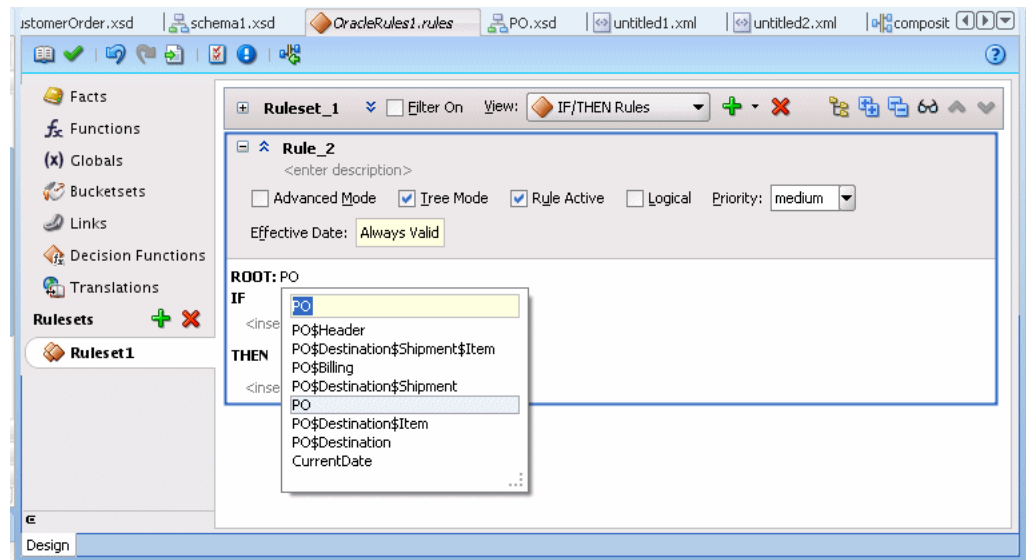 ustomerOrder.xsd schema1.xsd OracleRules1.rules PO.xsd untitled1.xml untitled2.xml composit
Facts
Functions
(x) Globals
Bucketsets
Links
Decision Functions
Translations
Rulesets
Ruleset1
Ruleset_1 Filter On View: IF/THEN Rules
Rule_2
<enter description>
Advanced Mode Tree Mode Rule Active Logical Priority: medium
Effective Date: Always Valid
ROOT: PO
IF
<inse
THEN
<inse
PO
PO$Header
PO$Destination$Shipment$Item
PO$Billing
PO$Destination$Shipment
PO
PO$Destination$Item
PO$Destination
CurrentDate
Design